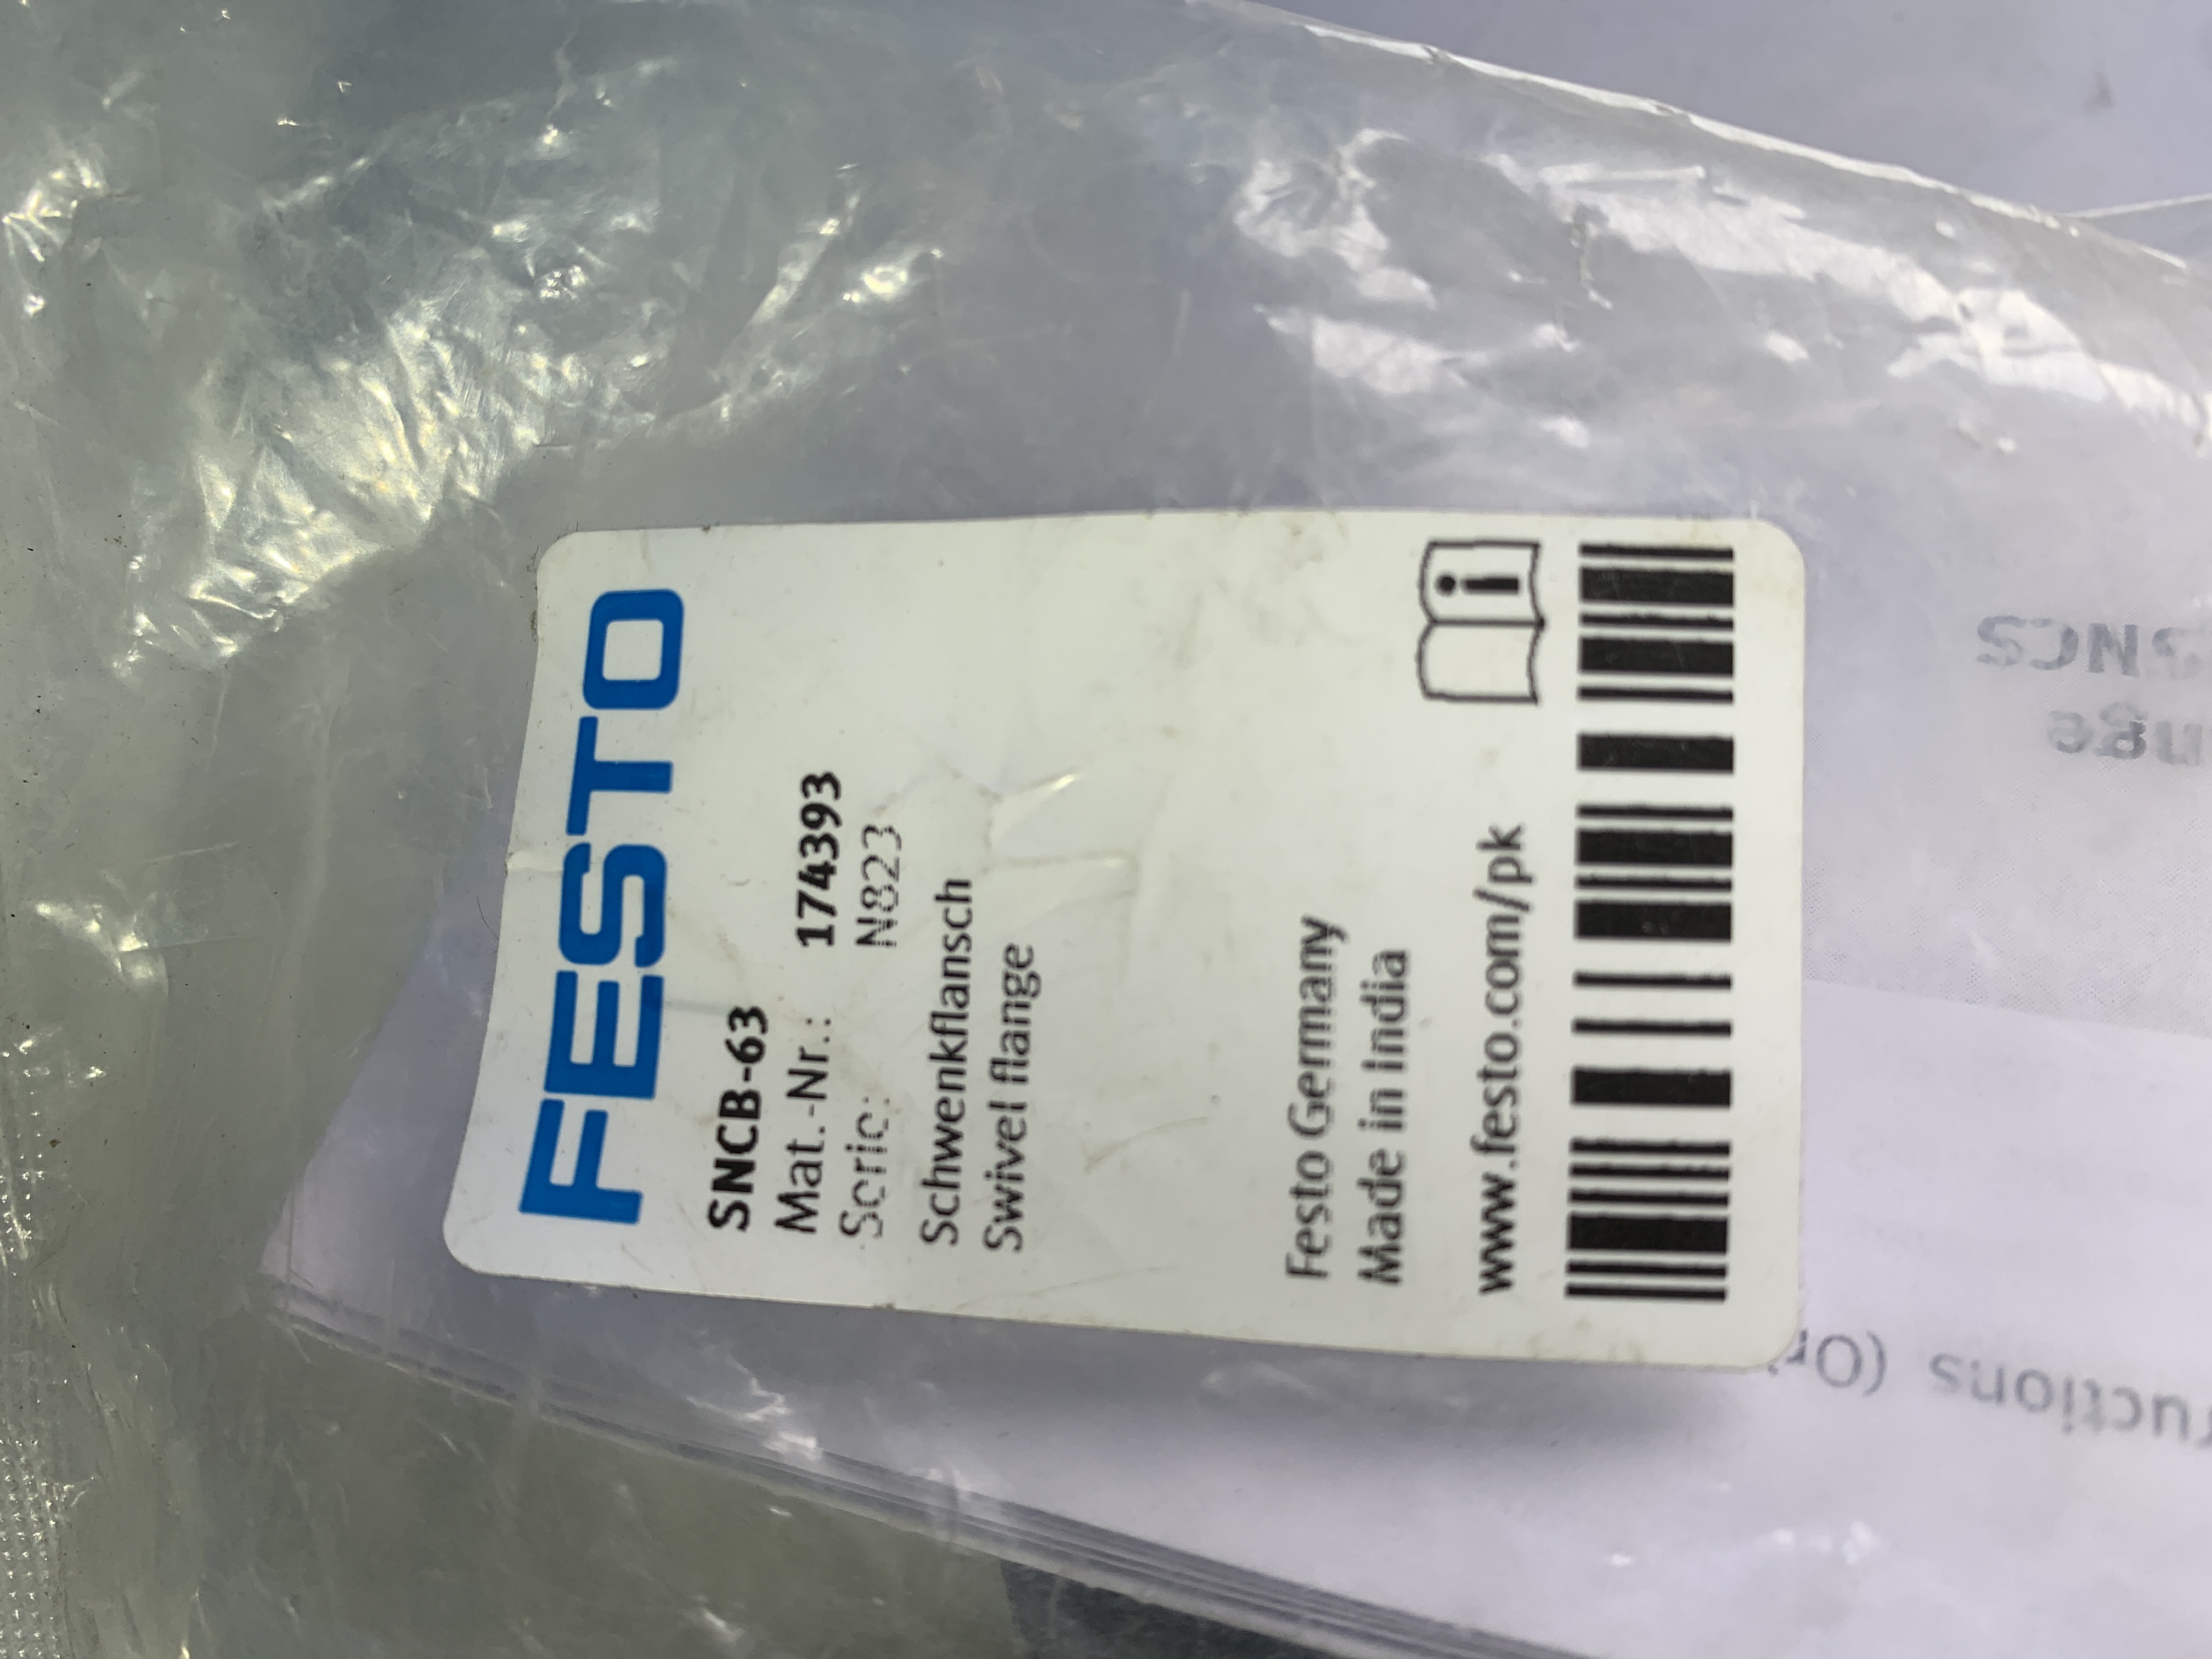 FESTO
SNCB-63
Mat.-Nr.: 174393
Serie: N823
Schwenkflansch
Swivel flange
Festo Germany
Made in India
www.festo.com/pk
i
SNCS